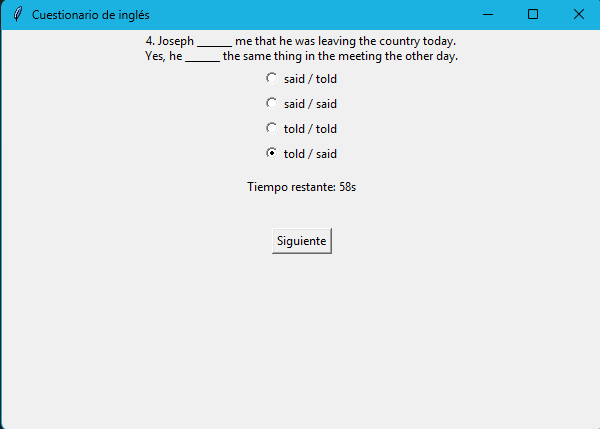 Cuestionario de inglés
4. Joseph ______ me that he was leaving the country today.
Yes, he ______ the same thing in the meeting the other day.
said / told
said / said
told / told
told / said
Tiempo restante: 58s
Siguiente